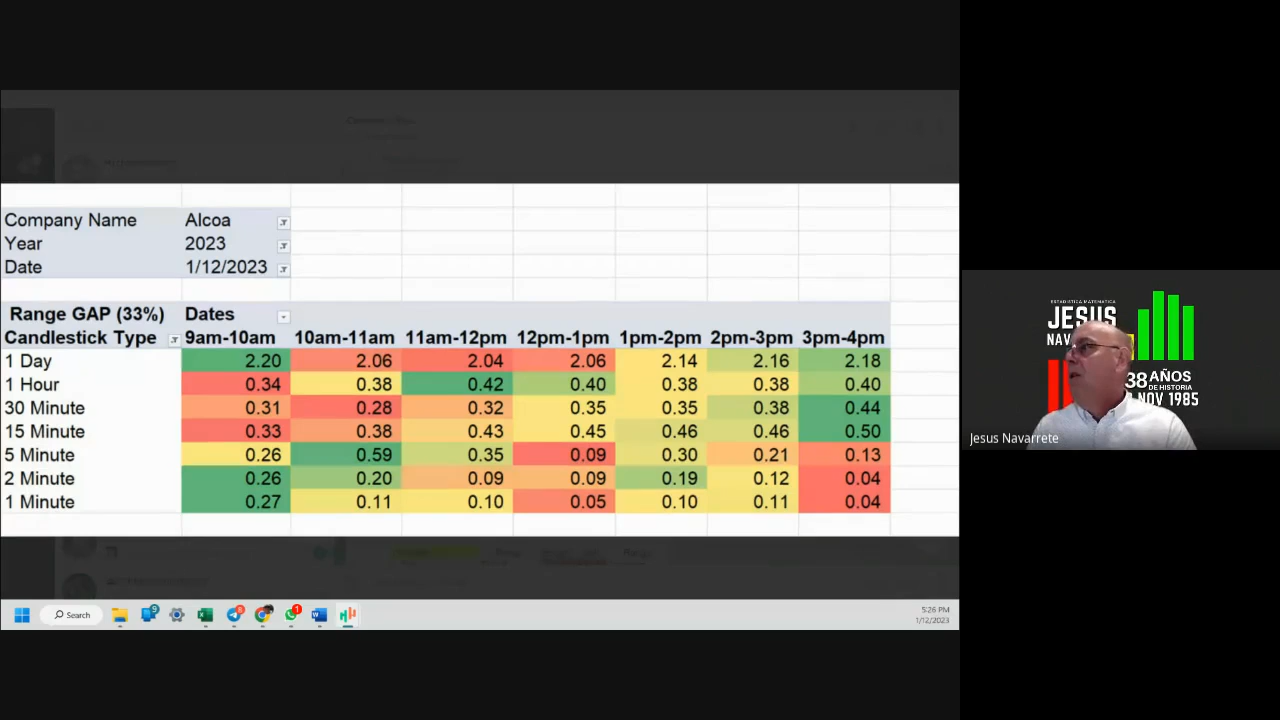 Company Name Alcoa
Year 2023
Date 1/12/2023
Range GAP (33%) Dates
Candlestick Type 9am-10am 10am-11am 11am-12pm 12pm-1pm 1pm-2pm 2pm-3pm 3pm-4pm
1 Day 2.20 2.06 2.04 2.06 2.14 2.16 2.18
1 Hour 0.34 0.38 0.42 0.40 0.38 0.38 0.40
30 Minute 0.31 0.28 0.32 0.35 0.35 0.38 0.44
15 Minute 0.33 0.38 0.43 0.45 0.46 0.46 0.50
5 Minute 0.26 0.59 0.35 0.09 0.30 0.21 0.13
2 Minute 0.26 0.20 0.09 0.09 0.19 0.12 0.04
1 Minute 0.27 0.11 0.10 0.05 0.10 0.11 0.04
Search
5:26 PM
1/12/2023
ESTADISTICA MATEMATICA
JESUS
NAV
38 AÑOS
DE HISTORIA
NOV 1985
Jesus Navarrete